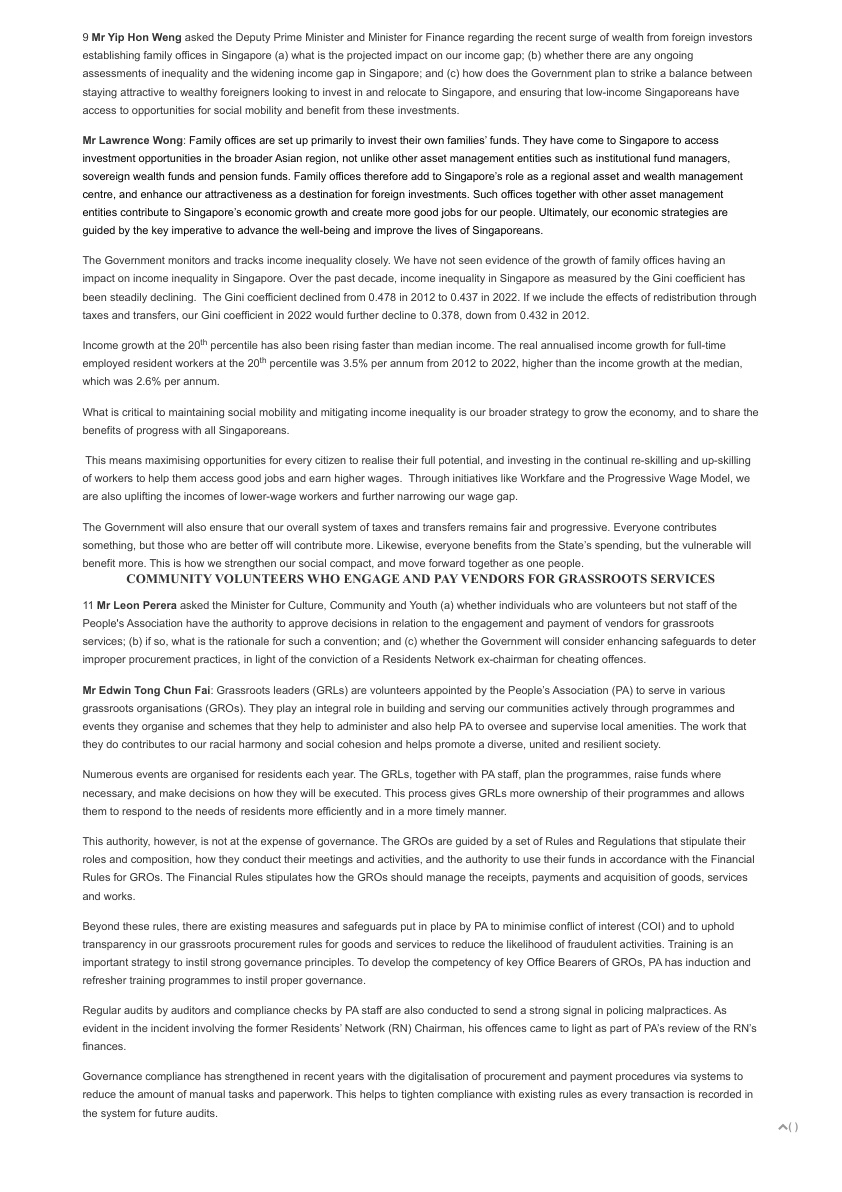 9 Mr Yip Hon Weng asked the Deputy Prime Minister and Minister for Finance regarding the recent surge of wealth from foreign investors
establishing family offices in Singapore (a) what is the projected impact on our income gap; (b) whether there are any ongoing
assessments of inequality and the widening income gap in Singapore; and (c) how does the Government plan to strike a balance between
staying attractive to wealthy foreigners looking to invest in and relocate to Singapore, and ensuring that low-income Singaporeans have
access to opportunities for social mobility and benefit from these investments.
Mr Lawrence Wong: Family offices are set up primarily to invest their own families' funds. They have come to Singapore to access
investment opportunities in the broader Asian region, not unlike other asset management entities such as institutional fund managers,
sovereign wealth funds and pension funds. Family offices therefore add to Singapore's role as a regional asset and wealth management
centre, and enhance our attractiveness as a destination for foreign investments. Such offices together with other asset management
entities contribute to Singapore's economic growth and create more good jobs for our people. Ultimately, our economic strategies are
guided by the key imperative to advance the well-being and improve the lives of Singaporeans.
The Government monitors and tracks income inequality closely. We have not seen evidence of the growth of family offices having an
impact on income inequality in Singapore. Over the past decade, income inequality in Singapore as measured by the Gini coefficient has
been steadily declining. The Gini coefficient declined from 0.478 in 2012 to 0.437 in 2022. If we include the effects of redistribution through
taxes and transfers, our Gini coefficient in 2022 would further decline to 0.378, down from 0.432 in 2012.
Income growth at the 20th percentile has also been rising faster than median income. The real annualised income growth for full-time
employed resident workers at the 20th percentile was 3.5% per annum from 2012 to 2022, higher than the income growth at the median,
which was 2.6% per annum.
What is critical to maintaining social mobility and mitigating income inequality is our broader strategy to grow the economy, and to share the
benefits of progress with all Singaporeans.
This means maximising opportunities for every citizen to realise their full potential, and investing in the continual re-skilling and up-skilling
of workers to help them access good jobs and earn higher wages. Through initiatives like Workfare and the Progressive Wage Model, we
are also uplifting the incomes of lower-wage workers and further narrowing our wage gap.
The Government will also ensure that our overall system of taxes and transfers remains fair and progressive. Everyone contributes
something, but those who are better off will contribute more. Likewise, everyone benefits from the State's spending, but the vulnerable will
benefit more. This is how we strengthen our social compact, and move forward together as one people.
COMMUNITY VOLUNTEERS WHO ENGAGE AND PAY VENDORS FOR GRASSROOTS SERVICES
11 Mr Leon Perera asked the Minister for Culture, Community and Youth (a) whether individuals who are volunteers but not staff of the
People's Association have the authority to approve decisions in relation to the engagement and payment of vendors for grassroots
services; (b) if so, what is the rationale for such a convention; and (c) whether the Government will consider enhancing safeguards to deter
improper procurement practices, in light of the conviction of a Residents Network ex-chairman for cheating offences.
Mr Edwin Tong Chun Fai: Grassroots leaders (GRLs) are volunteers appointed by the People's Association (PA) to serve in various
grassroots organisations (GROs). They play an integral role in building and serving our communities actively through programmes and
events they organise and schemes that they help to administer and also help PA to oversee and supervise local amenities. The work that
they do contributes to our racial harmony and social cohesion and helps promote a diverse, united and resilient society.
Numerous events are organised for residents each year. The GRLs, together with PA staff, plan the programmes, raise funds where
necessary, and make decisions on how they will be executed. This process gives GRLs more ownership of their programmes and allows
them to respond to the needs of residents more efficiently and in a more timely manner.
This authority, however, is not at the expense of governance. The GROs are guided by a set of Rules and Regulations that stipulate their
roles and composition, how they conduct their meetings and activities, and the authority to use their funds in accordance with the Financial
Rules for GROs. The Financial Rules stipulates how the GROs should manage the receipts, payments and acquisition of goods, services
and works.
Beyond these rules, there are existing measures and safeguards put in place by PA to minimise conflict of interest (COI) and to uphold
transparency in our grassroots procurement rules for goods and services to reduce the likelihood of fraudulent activities. Training is an
important strategy to instil strong governance principles. To develop the competency of key Office Bearers of GROs, PA has induction and
refresher training programmes to instil proper governance.
Regular audits by auditors and compliance checks by PA staff are also conducted to send a strong signal in policing malpractices. As
evident in the incident involving the former Residents' Network (RN) Chairman, his offences came to light as part of PA's review of the RN's
finances.
Governance compliance has strengthened in recent years with the digitalisation of procurement and payment procedures via systems to
reduce the amount of manual tasks and paperwork. This helps to tighten compliance with existing rules as every transaction is recorded in
the system for future audits.
( )